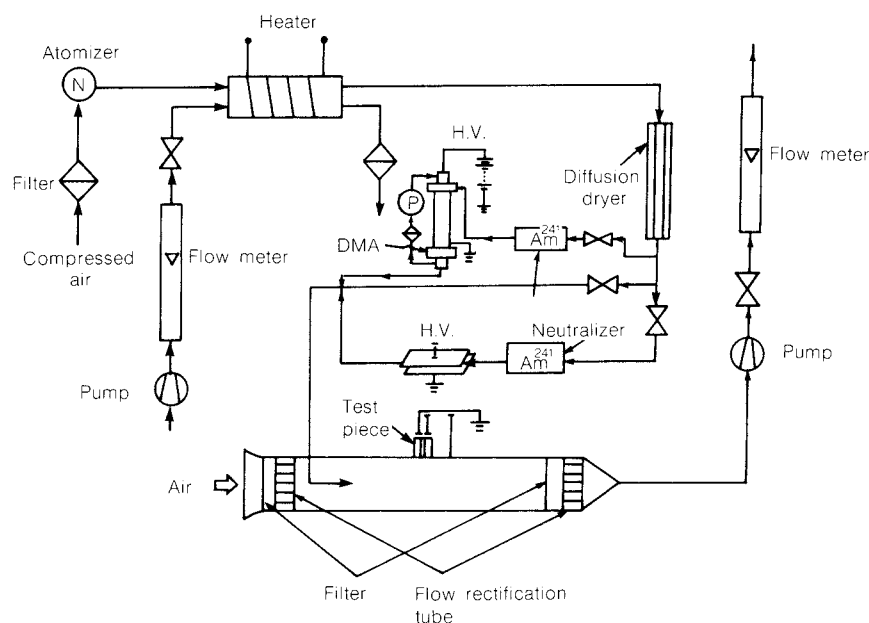 Heater
Atomizer
N
H.V.
Flow meter
Filter
Diffusion
dryer
P
241
Am
DMA
Compressed
air
Flow meter
H.V.
Neutralizer
241
Am
Pump
Pump
Test
piece
Air
Filter
Flow rectification
tube